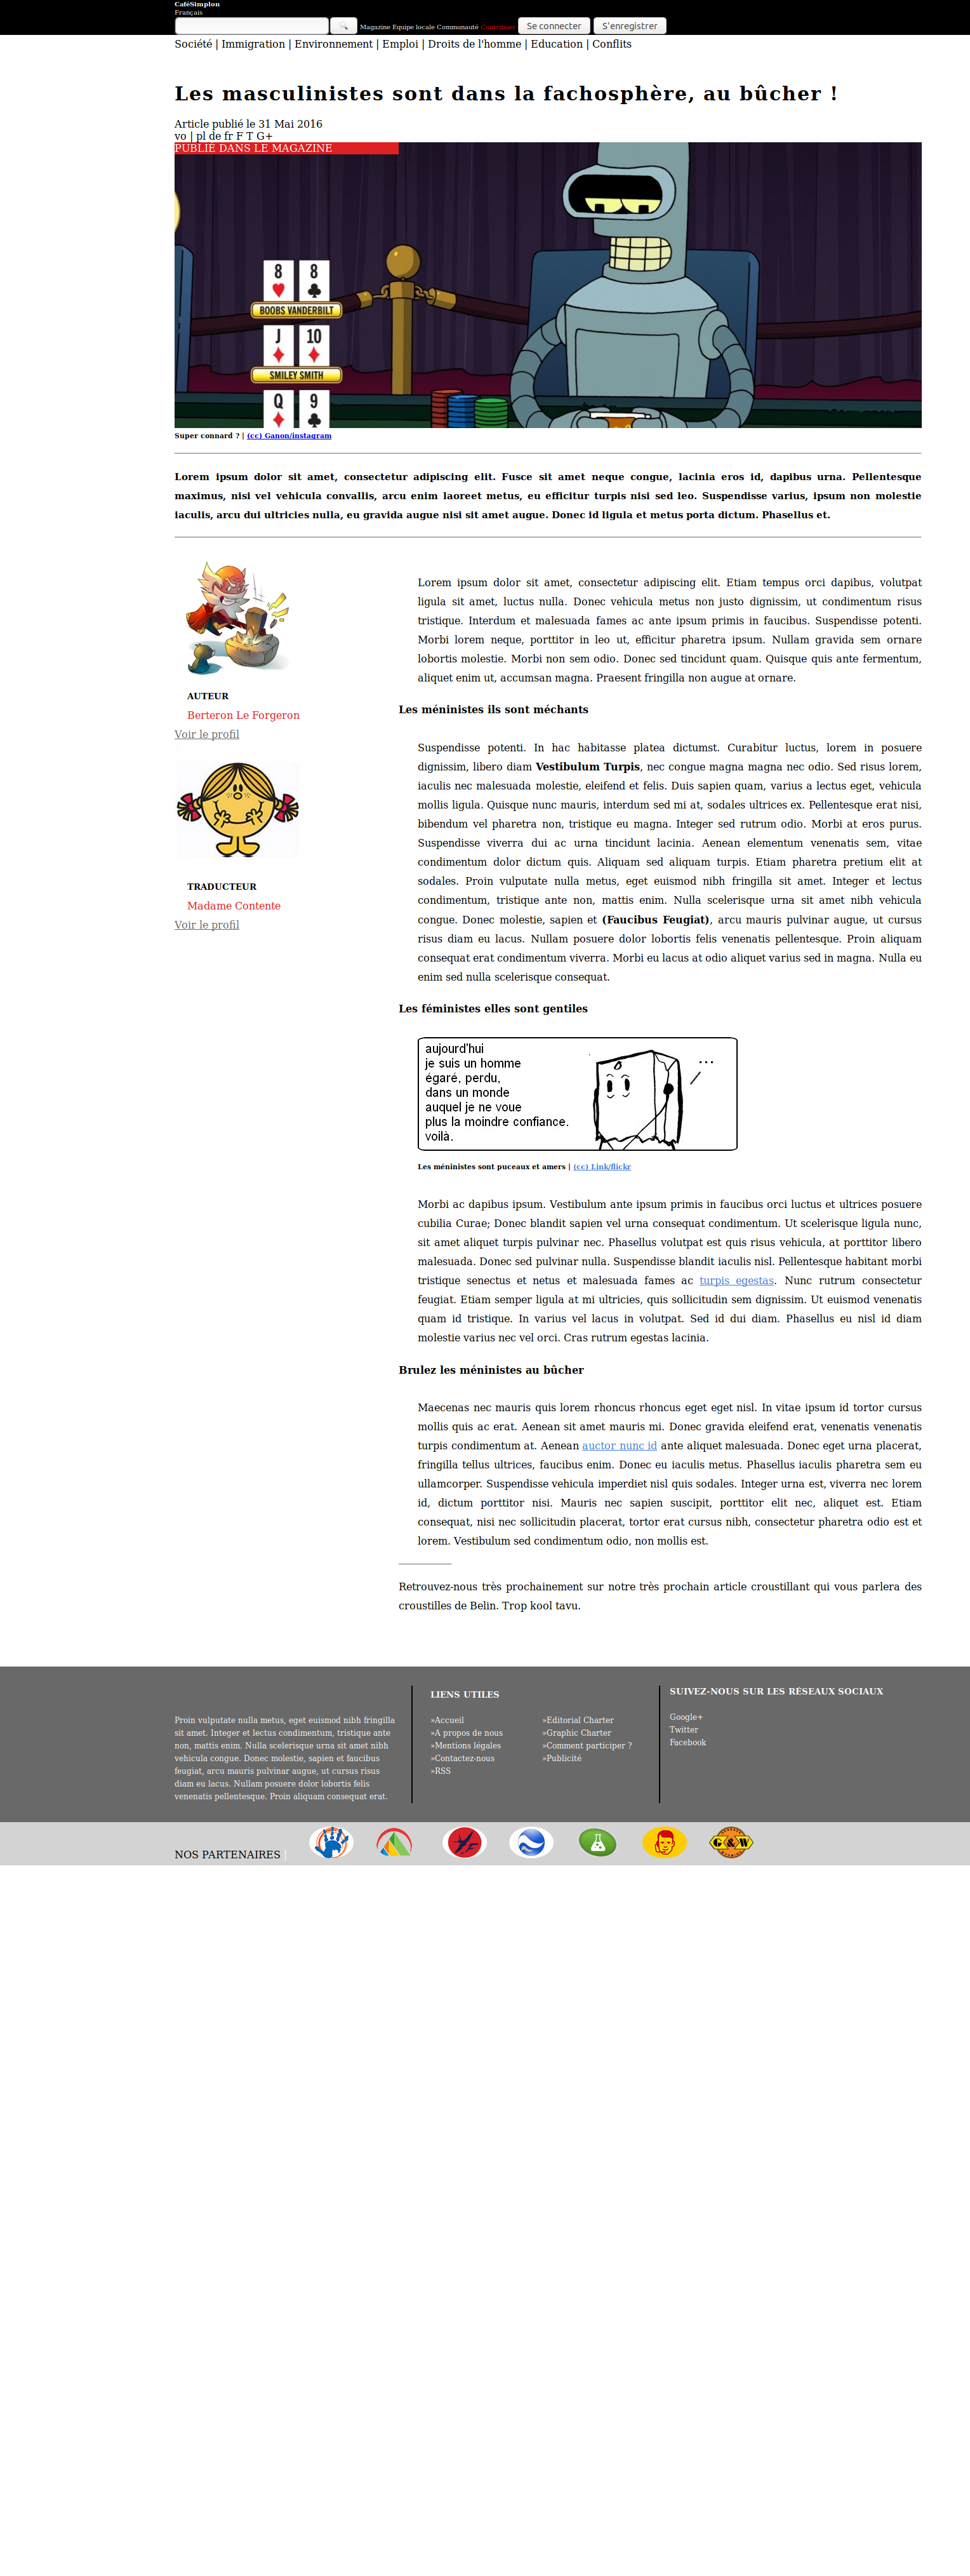 CaféSimplon
Français
Magazine Equipe locale Communauté Contribuer Se connecter S'enregistrer
Société | Immigration | Environnement | Emploi | Droits de l'homme | Education | Conflits
Les masculinistes sont dans la fachosphère, au bûcher !
Article publié le 31 Mai 2016
vo | pl de fr F T G+
PUBLIÉ DANS LE MAGAZINE
8 8
BOOBS VANDERBILT
J 10
SMILEY SMITH
Q 9
Super connard ? | (cc) Ganon/instagram
Lorem ipsum dolor sit amet, consectetur adipiscing elit. Fusce sit amet neque congue, lacinia eros id, dapibus urna. Pellentesque
maximus, nisi vel vehicula convallis, arcu enim laoreet metus, eu efficitur turpis nisi sed leo. Suspendisse varius, ipsum non molestie
iaculis, arcu dui ultricies nulla, eu gravida augue nisi sit amet augue. Donec id ligula et metus porta dictum. Phasellus et.
AUTEUR
Berteron Le Forgeron
Voir le profil
TRADUCTEUR
Madame Contente
Voir le profil
Lorem ipsum dolor sit amet, consectetur adipiscing elit. Etiam tempus orci dapibus, volutpat
ligula sit amet, luctus nulla. Donec vehicula metus non justo dignissim, ut condimentum risus
tristique. Interdum et malesuada fames ac ante ipsum primis in faucibus. Suspendisse potenti.
Morbi lorem neque, porttitor in leo ut, efficitur pharetra ipsum. Nullam gravida sem ornare
lobortis molestie. Morbi non sem odio. Donec sed tincidunt quam. Quisque quis ante fermentum,
aliquet enim ut, accumsan magna. Praesent fringilla non augue at ornare.
Les méninistes ils sont méchants
Suspendisse potenti. In hac habitasse platea dictumst. Curabitur luctus, lorem in posuere
dignissim, libero diam Vestibulum Turpis, nec congue magna magna nec odio. Sed risus lorem,
iaculis nec malesuada molestie, eleifend et felis. Duis sapien quam, varius a lectus eget, vehicula
mollis ligula. Quisque nunc mauris, interdum sed mi at, sodales ultrices ex. Pellentesque erat nisi,
bibendum vel pharetra non, tristique eu magna. Integer sed rutrum odio. Morbi at eros purus.
Suspendisse viverra dui ac urna tincidunt lacinia. Aenean elementum venenatis sem, vitae
condimentum dolor dictum quis. Aliquam sed aliquam turpis. Etiam pharetra pretium elit at
sodales. Proin vulputate nulla metus, eget euismod nibh fringilla sit amet. Integer et lectus
condimentum, tristique ante non, mattis enim. Nulla scelerisque urna sit amet nibh vehicula
congue. Donec molestie, sapien et (Faucibus Feugiat), arcu mauris pulvinar augue, ut cursus
risus diam eu lacus. Nullam posuere dolor lobortis felis venenatis pellentesque. Proin aliquam
consequat erat condimentum viverra. Morbi eu lacus at odio aliquet varius sed in magna. Nulla eu
enim sed nulla scelerisque consequat.
Les féministes elles sont gentiles
aujourd'hui
je suis un homme
égaré, perdu,
dans un monde
auquel je ne voue
plus la moindre confiance.
voilà.
...
Les méninistes sont puceaux et amers | (cc) Link/flickr
Morbi ac dapibus ipsum. Vestibulum ante ipsum primis in faucibus orci luctus et ultrices posuere
cubilia Curae; Donec blandit sapien vel urna consequat condimentum. Ut scelerisque ligula nunc,
sit amet aliquet turpis pulvinar nec. Phasellus volutpat est quis risus vehicula, at porttitor libero
malesuada. Donec sed pulvinar nulla. Suspendisse blandit iaculis nisl. Pellentesque habitant morbi
tristique senectus et netus et malesuada fames ac turpis egestas. Nunc rutrum consectetur
feugiat. Etiam semper ligula at mi ultricies, quis sollicitudin sem dignissim. Ut euismod venenatis
quam id tristique. In varius vel lacus in volutpat. Sed id dui diam. Phasellus eu nisl id diam
molestie varius nec vel orci. Cras rutrum egestas lacinia.
Brulez les méninistes au bûcher
Maecenas nec mauris quis lorem rhoncus rhoncus eget eget nisl. In vitae ipsum id tortor cursus
mollis quis ac erat. Aenean sit amet mauris mi. Donec gravida eleifend erat, venenatis venenatis
turpis condimentum at. Aenean auctor nunc id ante aliquet malesuada. Donec eget urna placerat,
fringilla tellus ultrices, faucibus enim. Donec eu iaculis metus. Phasellus iaculis pharetra sem eu
ullamcorper. Suspendisse vehicula imperdiet nisl quis sodales. Integer urna est, viverra nec lorem
id, dictum porttitor nisi. Mauris nec sapien suscipit, porttitor elit nec, aliquet est. Etiam
consequat, nisi nec sollicitudin placerat, tortor erat cursus nibh, consectetur pharetra odio est et
lorem. Vestibulum sed condimentum odio, non mollis est.
Retrouvez-nous très prochainement sur notre très prochain article croustillant qui vous parlera des
croustilles de Belin. Trop kool tavu.
Proin vulputate nulla metus, eget euismod nibh fringilla
sit amet. Integer et lectus condimentum, tristique ante
non, mattis enim. Nulla scelerisque urna sit amet nibh
vehicula congue. Donec molestie, sapien et faucibus
feugiat, arcu mauris pulvinar augue, ut cursus risus
diam eu lacus. Nullam posuere dolor lobortis felis
venenatis pellentesque. Proin aliquam consequat erat.
LIENS UTILES
»Accueil
»A propos de nous
»Mentions légales
»Contactez-nous
»RSS
»Editorial Charter
»Graphic Charter
»Comment participer ?
»Publicité
SUIVEZ-NOUS SUR LES RÉSEAUX SOCIAUX
Google+
Twitter
Facebook
NOS PARTENAIRES |
G&W